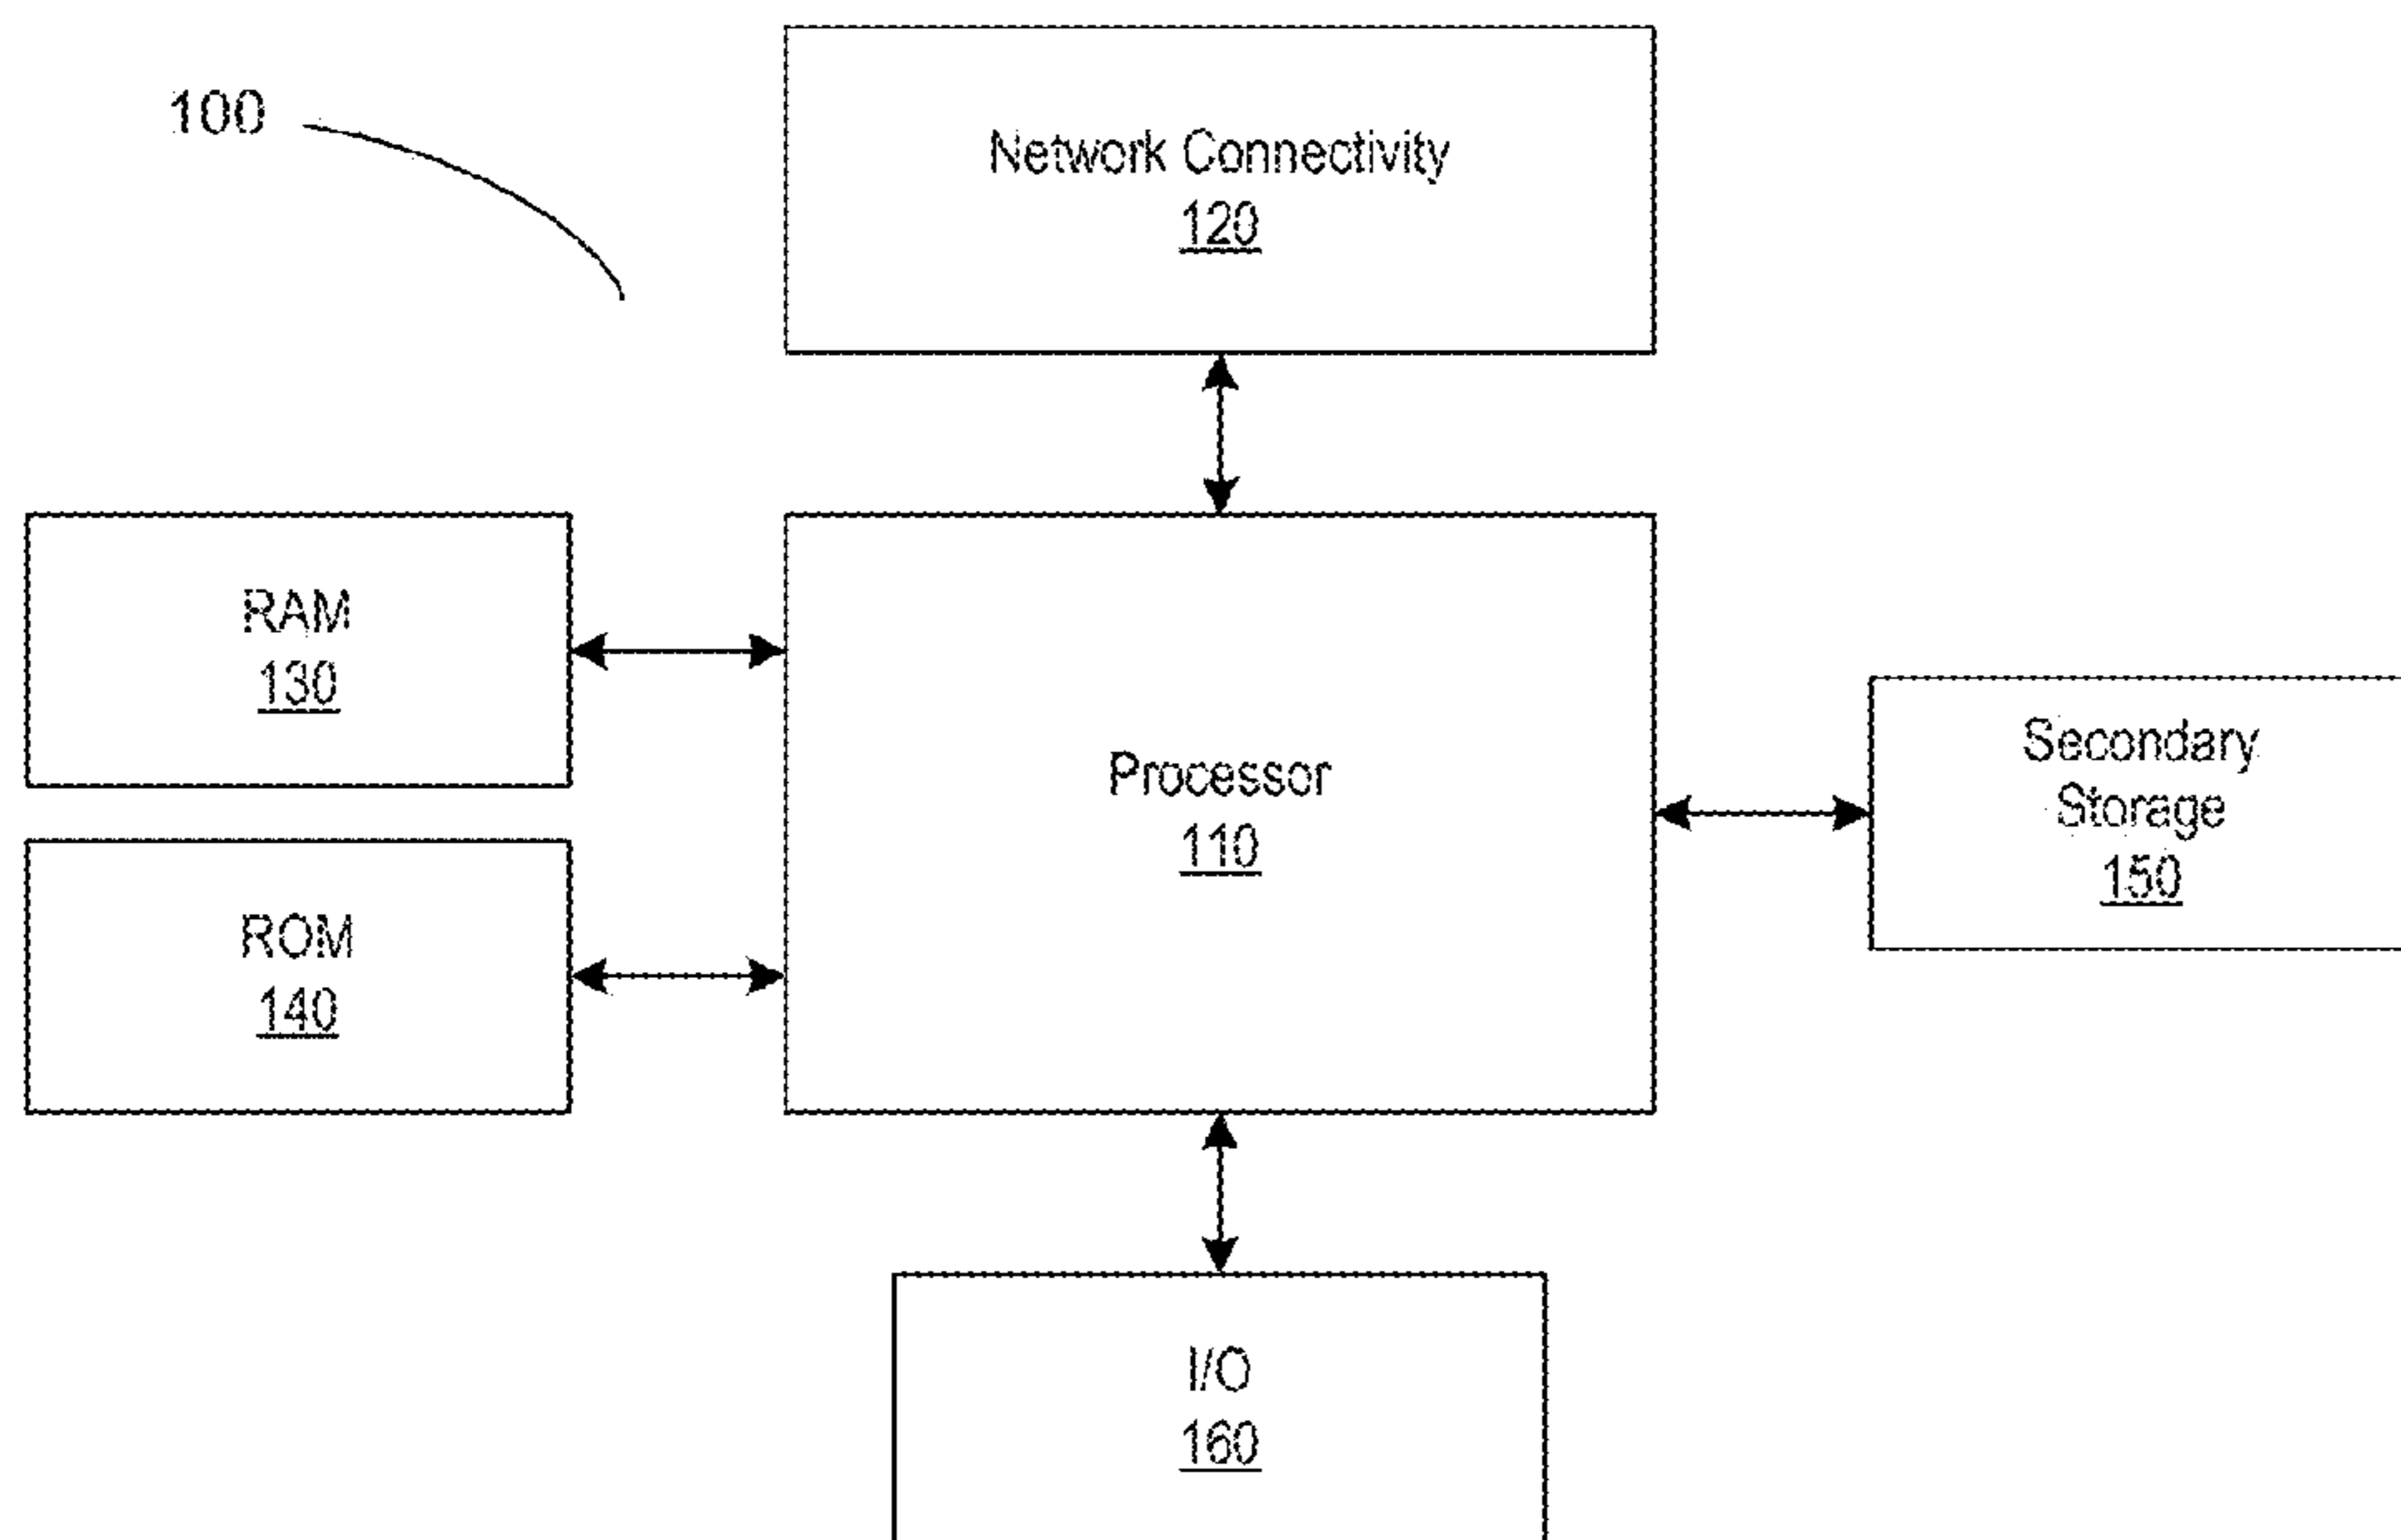 100
Network Connectivity
120
RAM
130
Processor
110
Secondary
Storage
150
ROM
140
I/O
160